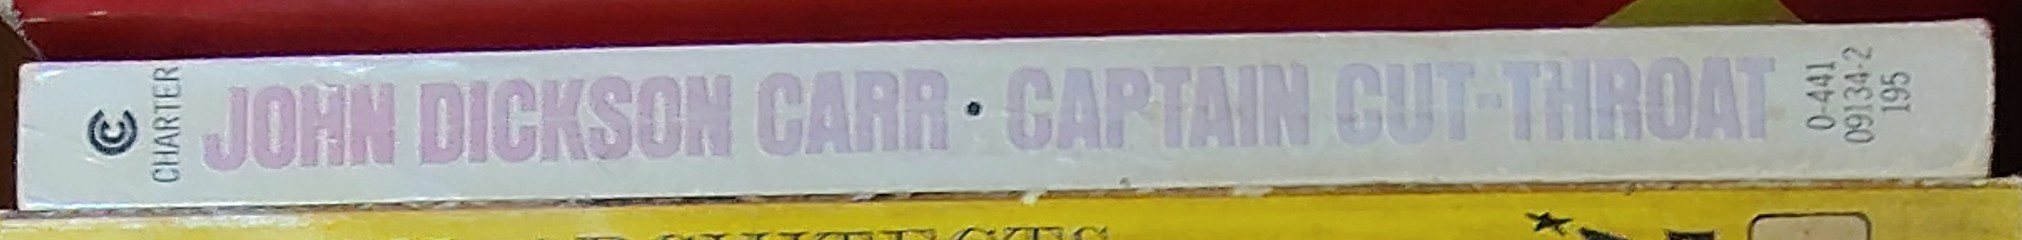 C
CHARTER
JOHN DICKSON CARR • CAPTAIN CUT-THROAT
0-441
09134-2
195